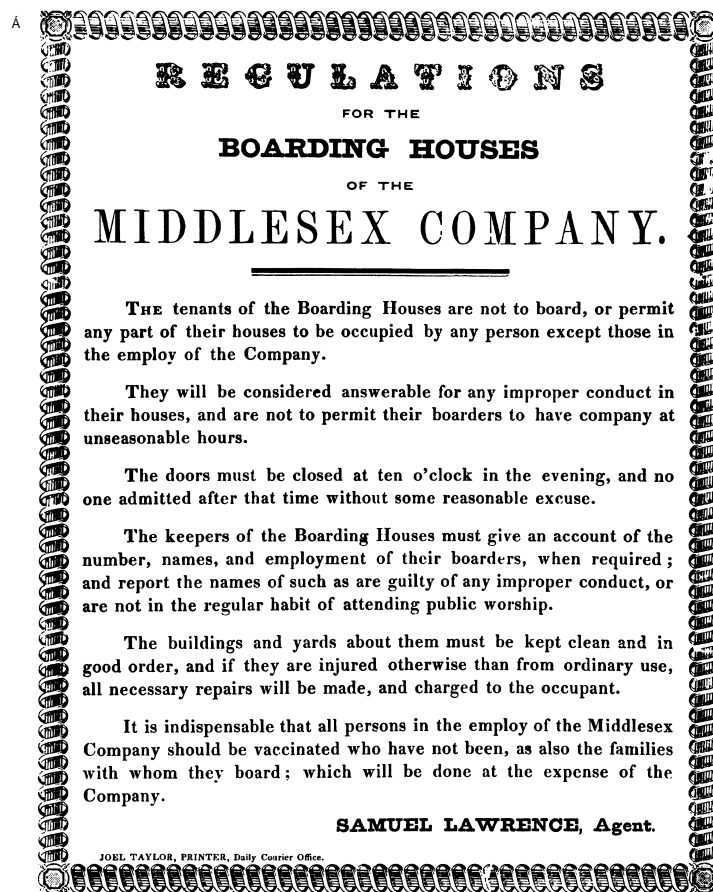 Á
REGULATIONS
FOR THE
BOARDING HOUSES
OF THE
MIDDLESEX COMPANY.
THE tenants of the Boarding Houses are not to board, or permit
any part of their houses to be occupied by any person except those in
the employ of the Company.
They will be considered answerable for any improper conduct in
their houses, and are not to permit their boarders to have company at
unseasonable hours.
The doors must be closed at ten o'clock in the evening, and no
one admitted after that time without some reasonable excuse.
The keepers of the Boarding Houses must give an account of the
number, names, and employment of their boarders, when required;
and report the names of such as are guilty of any improper conduct, or
are not in the regular habit of attending public worship.
The buildings and yards about them must be kept clean and in
good order, and if they are injured otherwise than from ordinary use,
all necessary repairs will be made, and charged to the occupant.
It is indispensable that all persons in the employ of the Middlesex
Company should be vaccinated who have not been, as also the families
with whom they board; which will be done at the expense of the
Company.
SAMUEL LAWRENCE, Agent.
JOEL TAYLOR, PRINTER, Daily Courier Office.